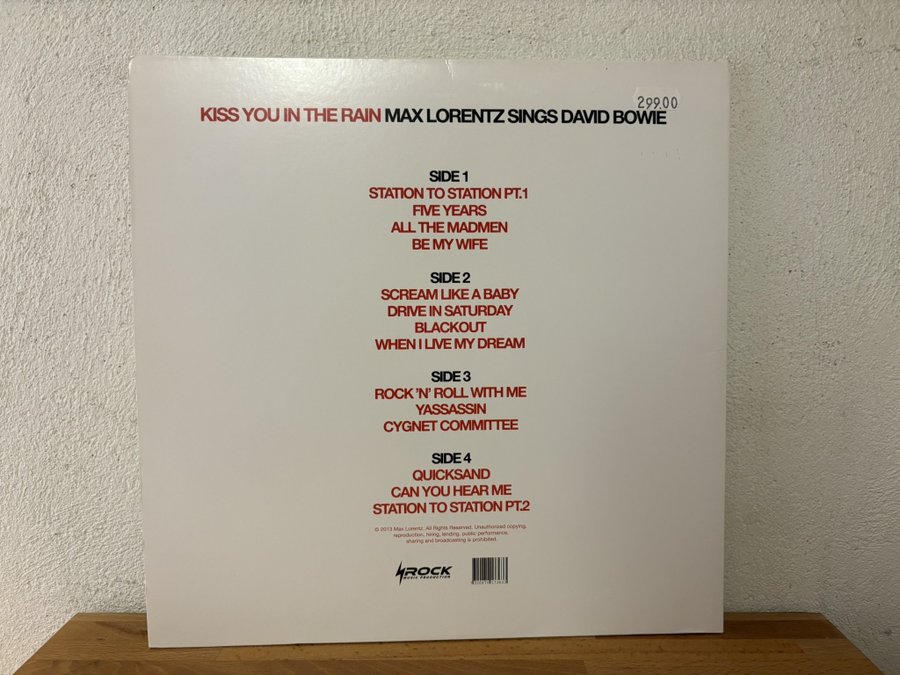 299.00
KISS YOU IN THE RAIN MAX LORENTZ SINGS DAVID BOWIE
SIDE 1
STATION TO STATION PT.1
FIVE YEARS
ALL THE MADMEN
BE MY WIFE
SIDE 2
SCREAM LIKE A BABY
DRIVE IN SATURDAY
BLACKOUT
WHEN I LIVE MY DREAM
SIDE 3
ROCK 'N' ROLL WITH ME
YASSASSIN
CYGNET COMMITTEE
SIDE 4
QUICKSAND
CAN YOU HEAR ME
STATION TO STATION PT.2
© 2013 Max Lorentz. All Rights Reserved. Unauthorized copying,
reproduction, hiring, lending, public performance,
sharing and broadcasting is prohibited.
ROCK
MUSIC PRODUCTION